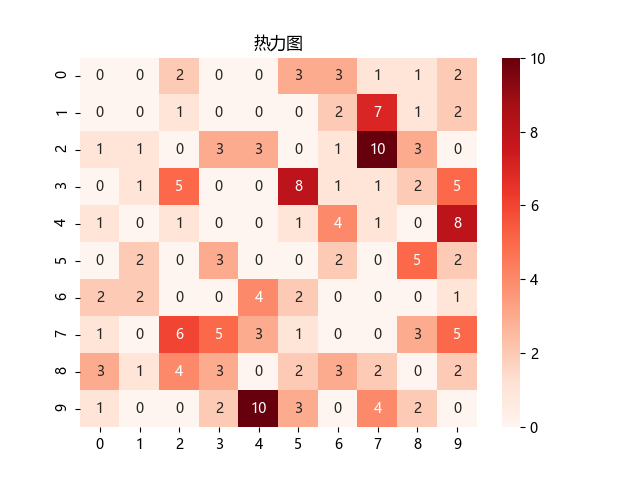 热力图
0 0 0 2 0 0 3 3 1 1 2
1 0 0 1 0 0 0 2 7 1 2
2 1 1 0 3 3 0 1 10 3 0
3 0 1 5 0 0 8 1 1 2 5
4 1 0 1 0 0 1 4 1 0 8
5 0 2 0 3 0 0 2 0 5 2
6 2 2 0 0 4 2 0 0 0 1
7 1 0 6 5 3 1 0 0 3 5
8 3 1 4 3 0 2 3 2 0 2
9 1 0 0 2 10 3 0 4 2 0
0 1 2 3 4 5 6 7 8 9
10
8
6
4
2
0